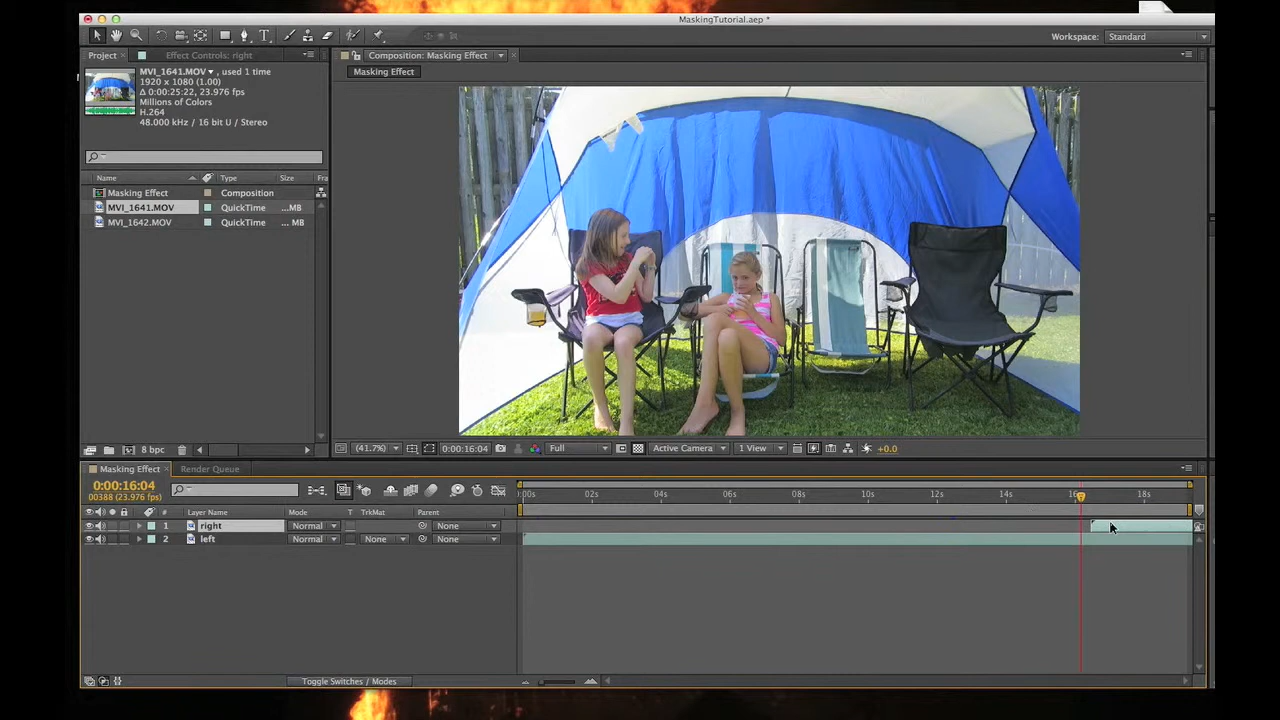 MaskingTutorial.aep *
Workspace: Standard
Project Effect Controls: right
Composition: Masking Effect
Masking Effect
MVI_1641.MOV , used 1 time
1920 x 1080 (1.00)
Δ 0:00:25:22, 23.976 fps
Millions of Colors
H.264
48.000 kHz / 16 bit U / Stereo
Name Type Size Fra
Masking Effect Composition
MVI_1641.MOV QuickTime ...MB
MVI_1642.MOV QuickTime ... MB
8 bpc
(41.7%) 0:00:16:04 Full Active Camera 1 View +0.0
Masking Effect Render Queue
0:00:16:04
00388 (23.976 fps)
:00s 02s 04s 06s 08s 10s 12s 14s 16 18s
# Layer Name Mode T TrkMat Parent
1 right Normal None
2 left Normal None None
Toggle Switches / Modes